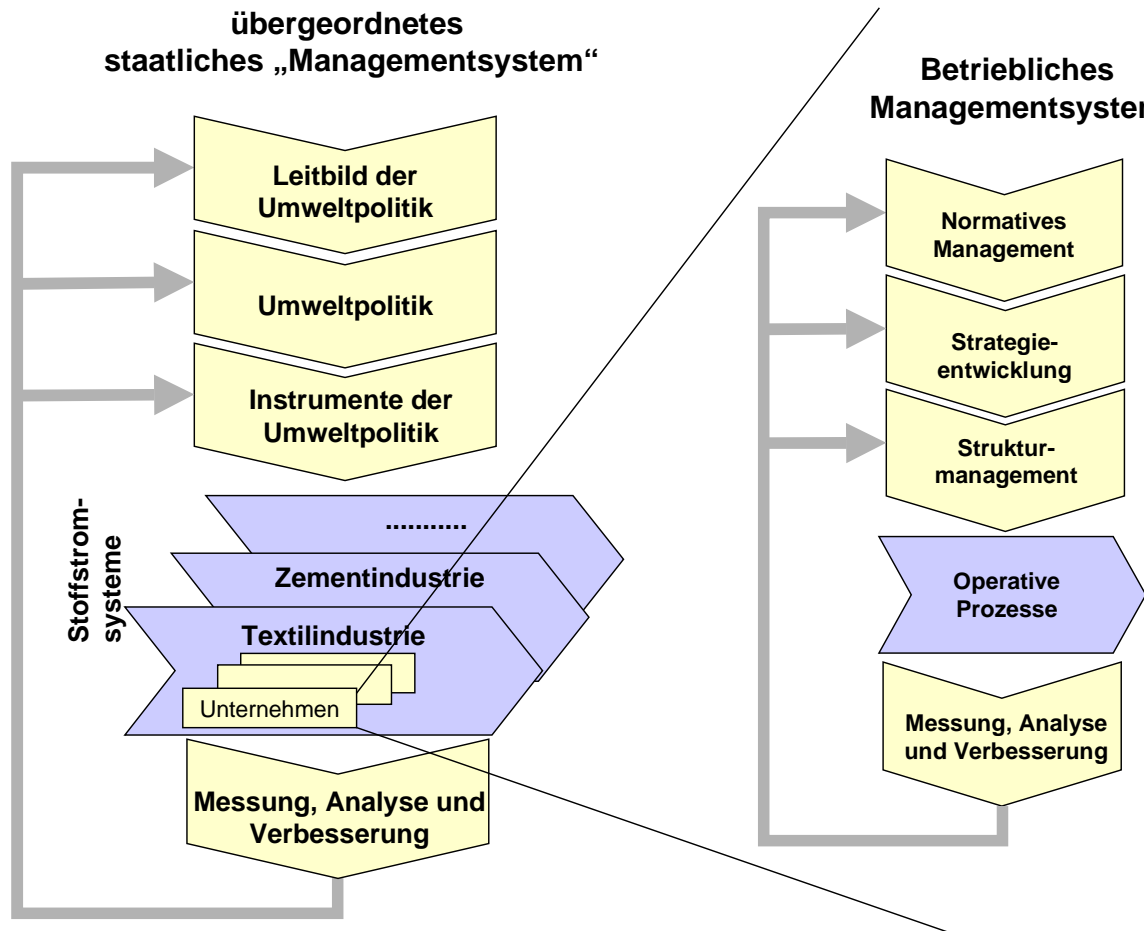 übergeordnetes
staatliches „Managementsystem“
Leitbild der
Umweltpolitik
Umweltpolitik
Instrumente der
Umweltpolitik
Stoffstrom-
systeme
...........
Zementindustrie
Textilindustrie
Unternehmen
Messung, Analyse und
Verbesserung
Betriebliches
Managementsystem
Normatives
Management
Strategie-
entwicklung
Struktur-
management
Operative
Prozesse
Messung, Analyse
und Verbesserung